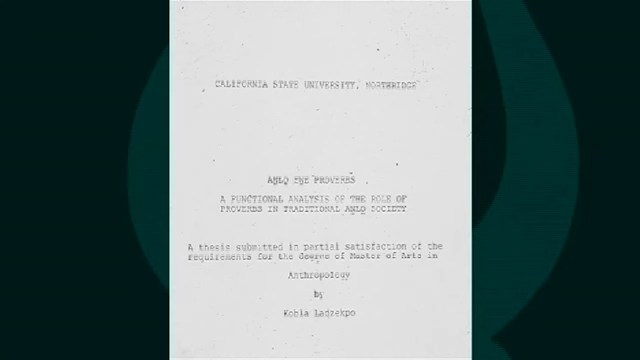 CALIFORNIA STATE UNIVERSITY, NORTHRIDGE
ANLO EWE PROVERBS
A FUNCTIONAL ANALYSIS OF THE ROLE OF
PROVERBS IN TRADITIONAL ANLO SOCIETY
A thesis submitted in partial satisfaction of the
requirements for the degree of Master of Arts in
Anthropology
by
Kobla Ladzekpo